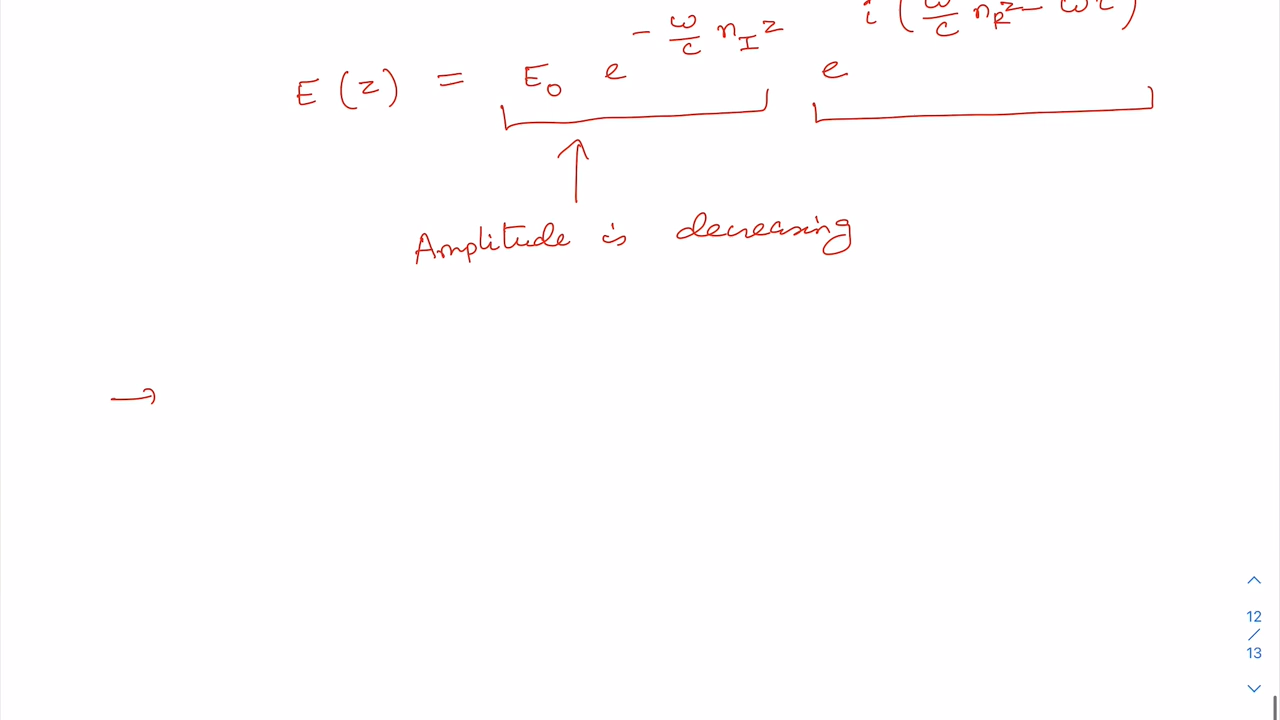 E(z) = E₀ e^{-ω/c n_I z} e^{i(ω/c n_R z - ωt)}
Amplitude is decreasing
→
12
/
13